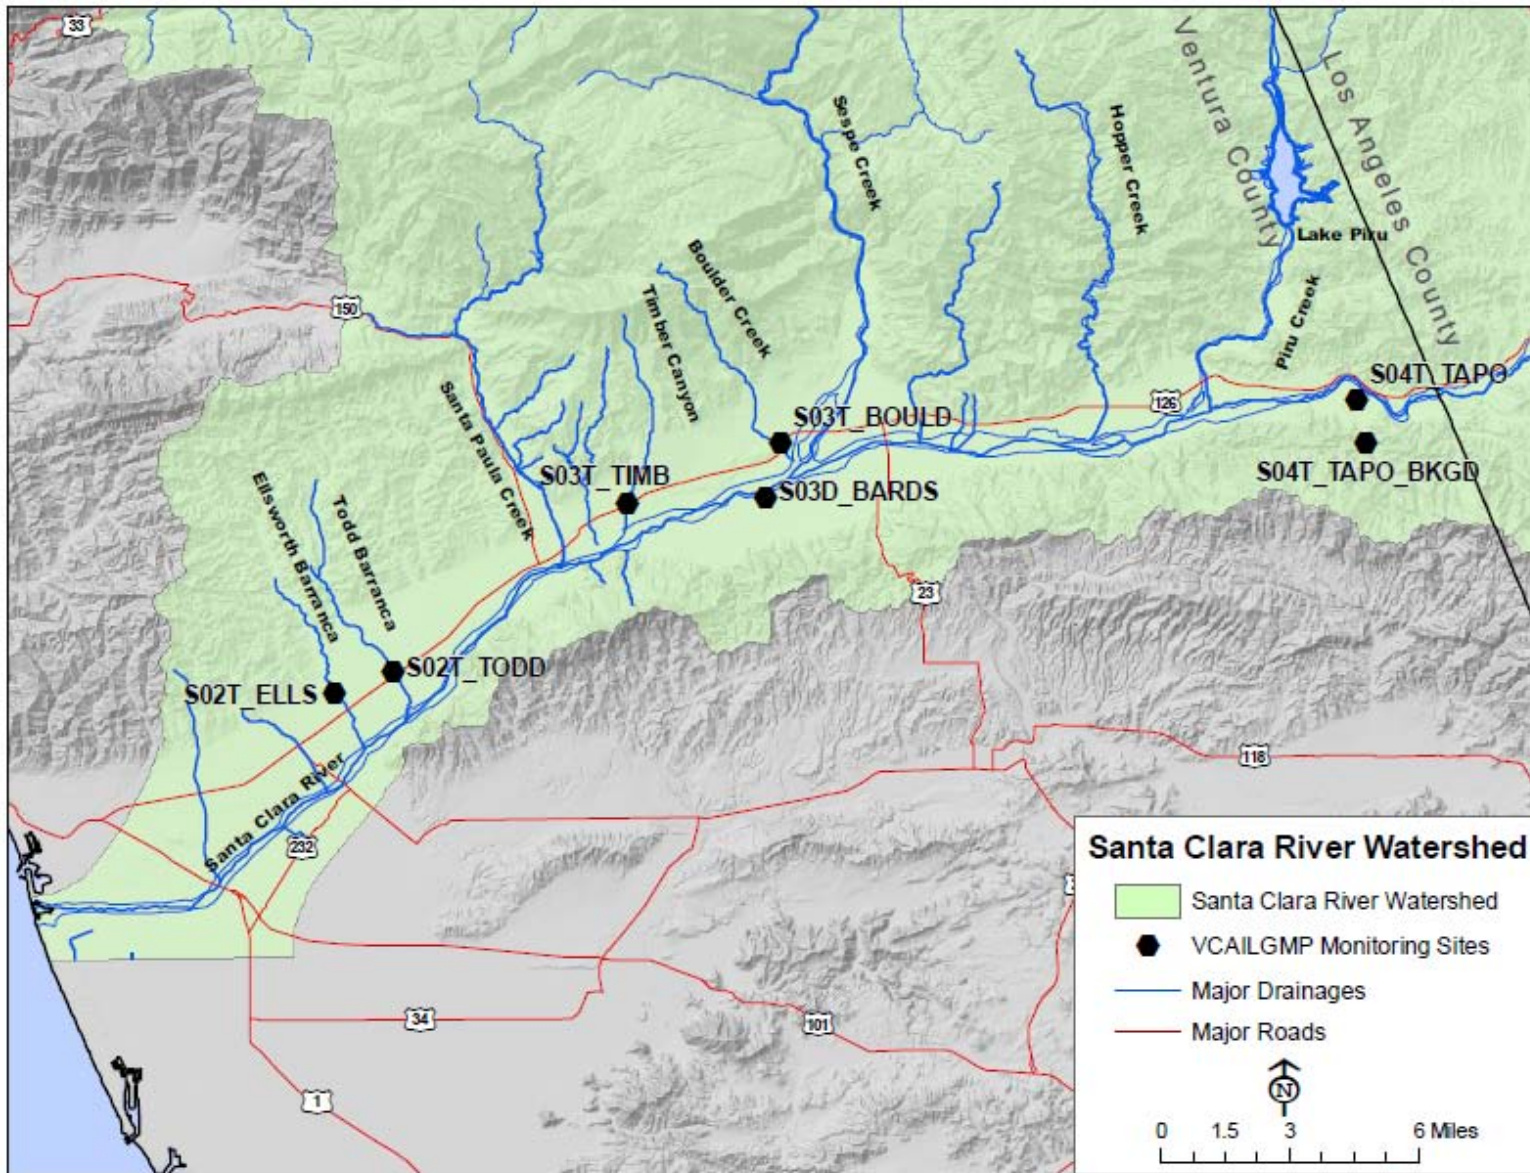 33
Ventura County
Los Angeles County
Sespe Creek
Hopper Creek
Lake Piru
Boulder Creek
Timber Canyon
150
Piru Creek
Santa Paula Creek
S04T_TAPO
126
S03T_BOULD
S04T_TAPO_BKGD
S03T_TIMB
S03D_BARDS
Ellsworth Barranca
Todd Barranca
23
S02T_TODD
S02T_ELLS
118
Santa Clara River
232
34
101
1
Santa Clara River Watershed
Santa Clara River Watershed
VCAILGMP Monitoring Sites
Major Drainages
Major Roads
N
0 1.5 3 6 Miles